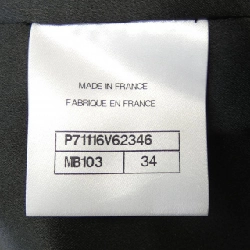 MADE IN FRANCE
FABRIQUE EN FRANCE
P71116V62346
MB103 34